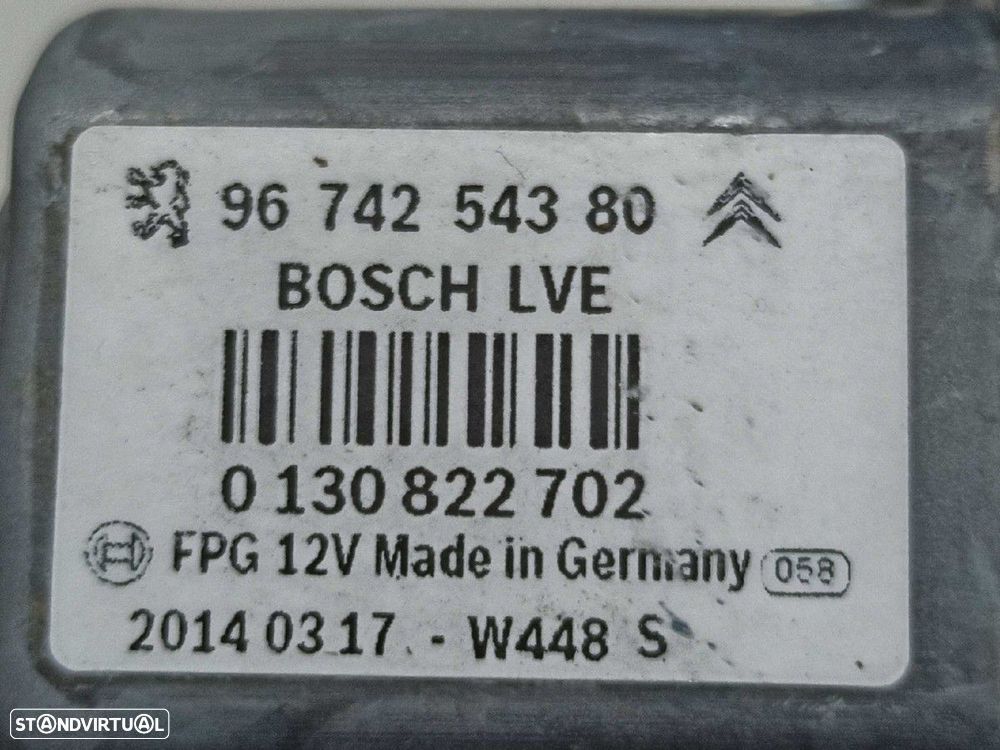 96 742 543 80
BOSCH LVE
0 130 822 702
FPG 12V Made in Germany 058
2014 03 17 - W448 S
STANDVIRTUAL